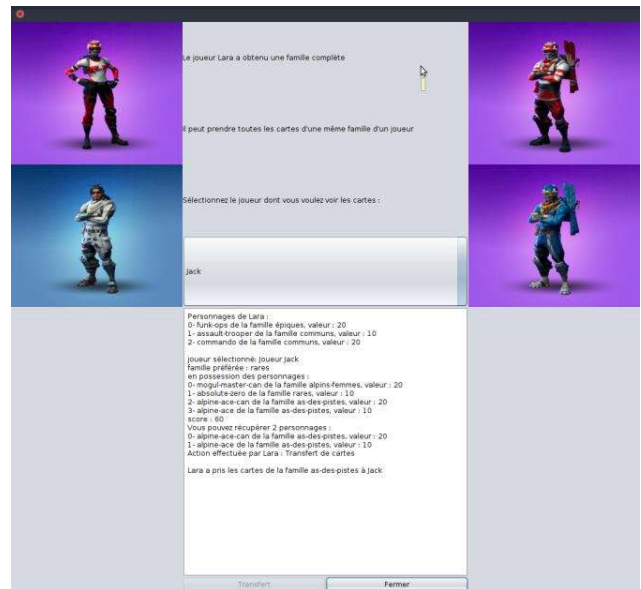 Le joueur Lara a obtenu une famille complète
Il peut prendre toutes les cartes d'une même famille d'un joueur
Sélectionnez le joueur dont vous voulez voir les cartes :
Jack
Personnages de Lara :
0- funk-ops de la famille épiques, valeur : 20
1- assault-trooper de la famille communs, valeur : 10
2- commando de la famille communs, valeur : 20
joueur sélectionné: Joueur Jack
famille préférée : rares
en possession des personnages :
0- mogul-master-can de la famille alpins-femmes, valeur : 20
1- absolute-zero de la famille rares, valeur : 10
2- alpine-ace-can de la famille as-des-pistes, valeur : 20
3- alpine-ace de la famille as-des-pistes, valeur : 10
score : 60
Vous pouvez récupérer 2 personnages :
0- alpine-ace-can de la famille as-des-pistes, valeur : 20
1- alpine-ace de la famille as-des-pistes, valeur : 10
Action effectuée par Lara : Transfert de cartes
Lara a pris les cartes de la famille as-des-pistes à Jack
Transfert
Fermer